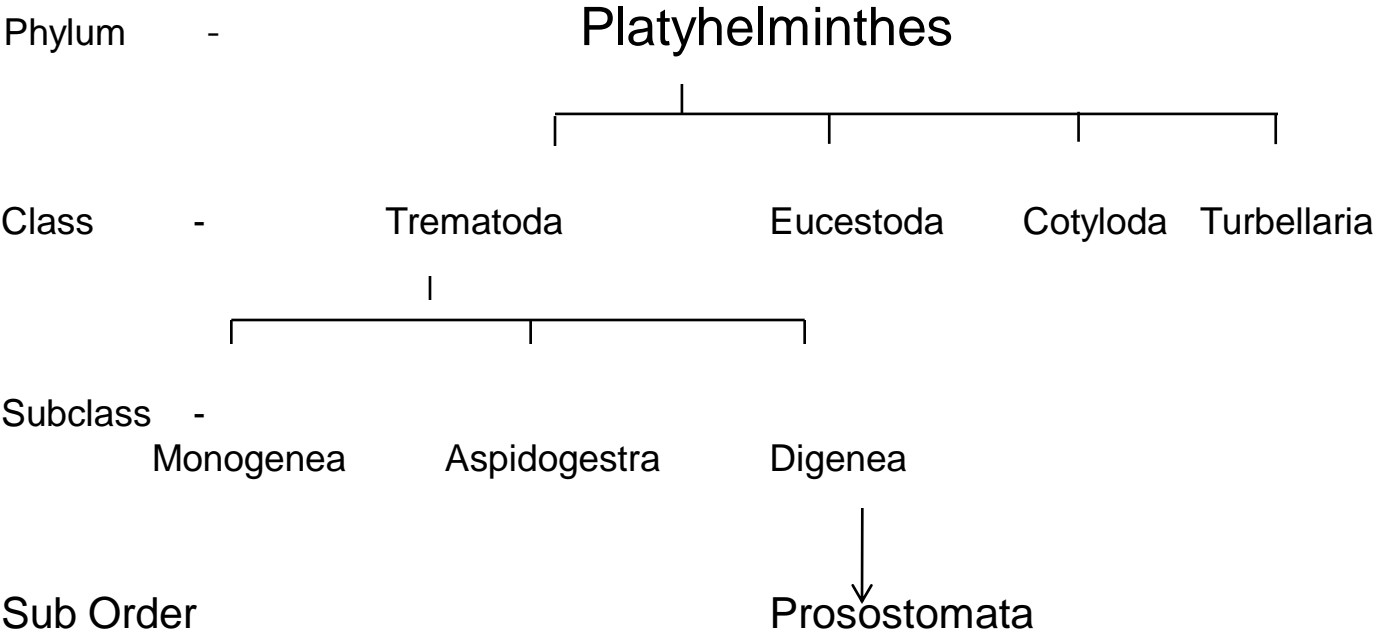 Phylum - Platyhelminthes
Class - Trematoda Eucestoda Cotyloda Turbellaria
Subclass -
Monogenea Aspidogestra Digenea
Sub Order Prosostomata